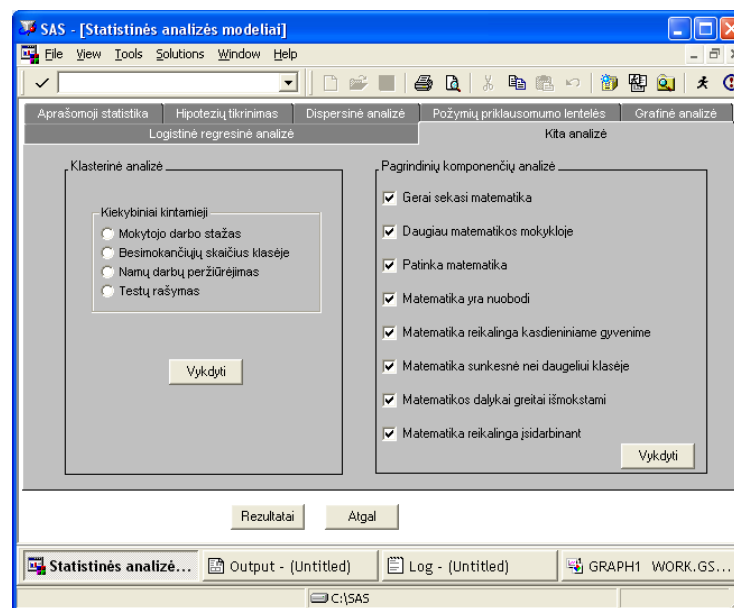 SAS - [Statistinės analizės modeliai]
File View Tools Solutions Window Help
Aprašomoji statistika Hipotezių tikrinimas Dispersinė analizė Požymių priklausomumo lentelės Grafinė analizė
Logistinė regresinė analizė Kita analizė
Klasterinė analizė
Kiekybiniai kintamieji
Mokytojo darbo stažas
Besimokančiųjų skaičius klasėje
Namų darbų peržiūrėjimas
Testų rašymas
Vykdyti
Pagrindinių komponenčių analizė
Gerai sekasi matematika
Daugiau matematikos mokykloje
Patinka matematika
Matematika yra nuobodi
Matematika reikalinga kasdieniniame gyvenime
Matematika sunkesnė nei daugeliui klasėje
Matematikos dalykai greitai išmokstami
Matematika reikalinga įsidarbinant
Vykdyti
Rezultatai Atgal
Statistinės analizė... Output - (Untitled) Log - (Untitled) GRAPH1 WORK.GS...
C:\SAS